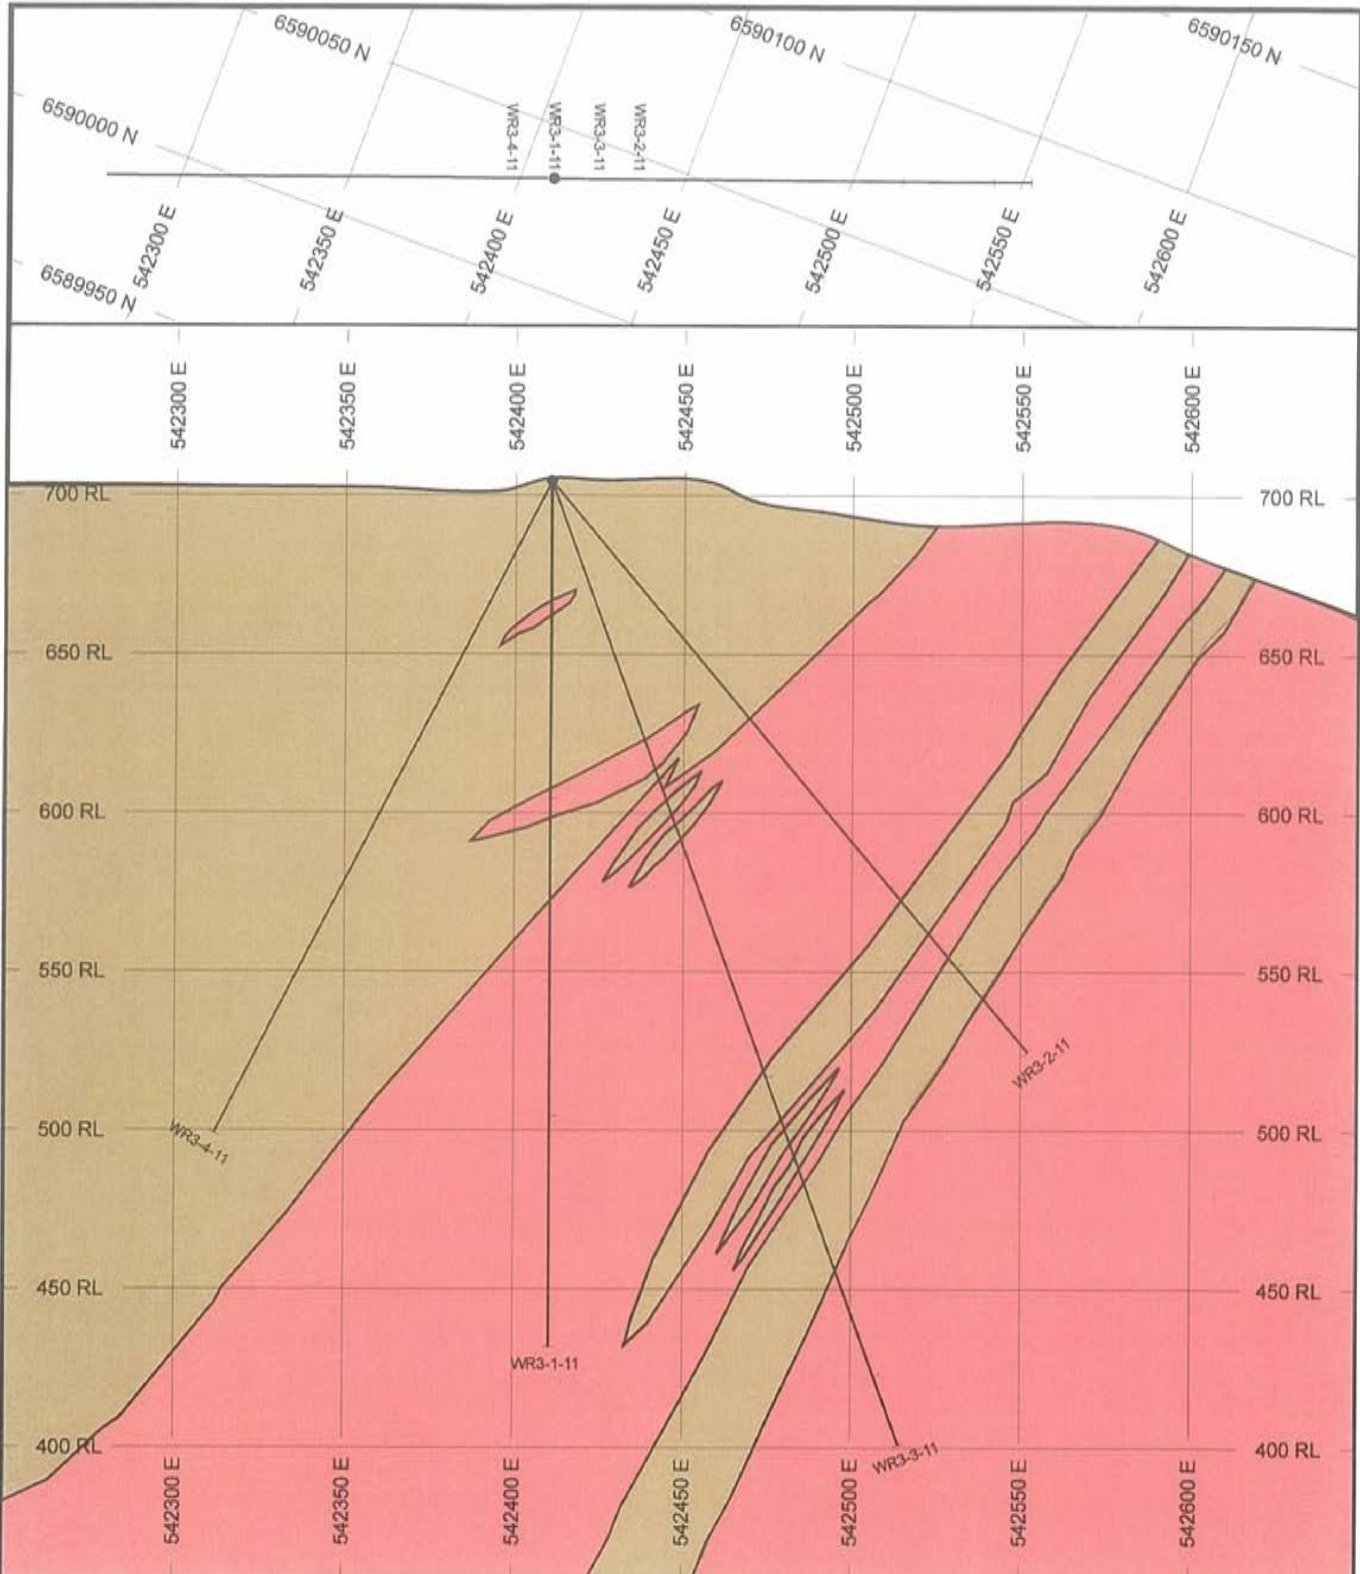 6590050 N
6590100 N
6590150 N
6590000 N
WR3-4-11
WR3-1-11
WR3-3-11
WR3-2-11
6589950 N
542300 E
542350 E
542400 E
542450 E
542500 E
542550 E
542600 E
542300 E
542350 E
542400 E
542450 E
542500 E
542550 E
542600 E
700 RL
700 RL
650 RL
650 RL
600 RL
600 RL
550 RL
550 RL
WR3-2-11
500 RL
WR3-4-11
500 RL
450 RL
450 RL
WR3-1-11
400 RL
WR3-3-11
400 RL
542300 E
542350 E
542400 E
542450 E
542500 E
542550 E
542600 E